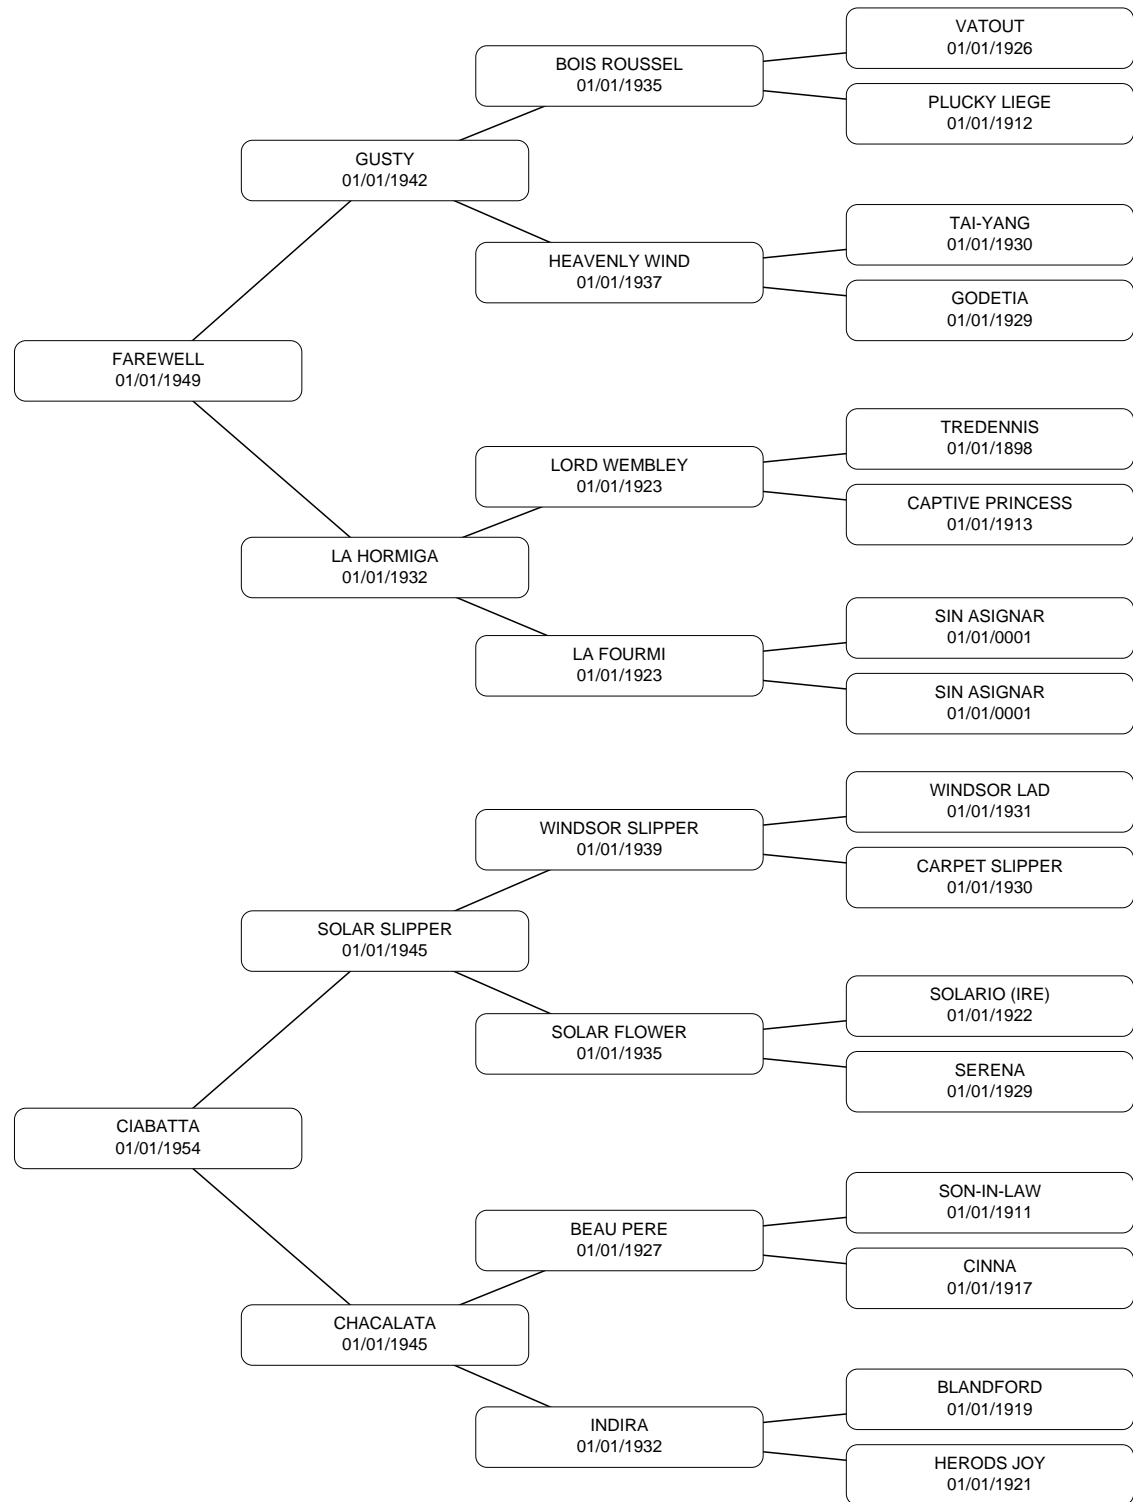 VATOUT
01/01/1926
BOIS ROUSSEL
01/01/1935
PLUCKY LIEGE
01/01/1912
GUSTY
01/01/1942
TAI-YANG
01/01/1930
HEAVENLY WIND
01/01/1937
GODETIA
01/01/1929
FAREWELL
01/01/1949
TREDENNIS
01/01/1898
LORD WEMBLEY
01/01/1923
CAPTIVE PRINCESS
01/01/1913
LA HORMIGA
01/01/1932
SIN ASIGNAR
01/01/0001
LA FOURMI
01/01/1923
SIN ASIGNAR
01/01/0001
WINDSOR LAD
01/01/1931
WINDSOR SLIPPER
01/01/1939
CARPET SLIPPER
01/01/1930
SOLAR SLIPPER
01/01/1945
SOLARIO (IRE)
01/01/1922
SOLAR FLOWER
01/01/1935
SERENA
01/01/1929
CIABATTA
01/01/1954
SON-IN-LAW
01/01/1911
BEAU PERE
01/01/1927
CINNA
01/01/1917
CHACALATA
01/01/1945
BLANDFORD
01/01/1919
INDIRA
01/01/1932
HERODS JOY
01/01/1921